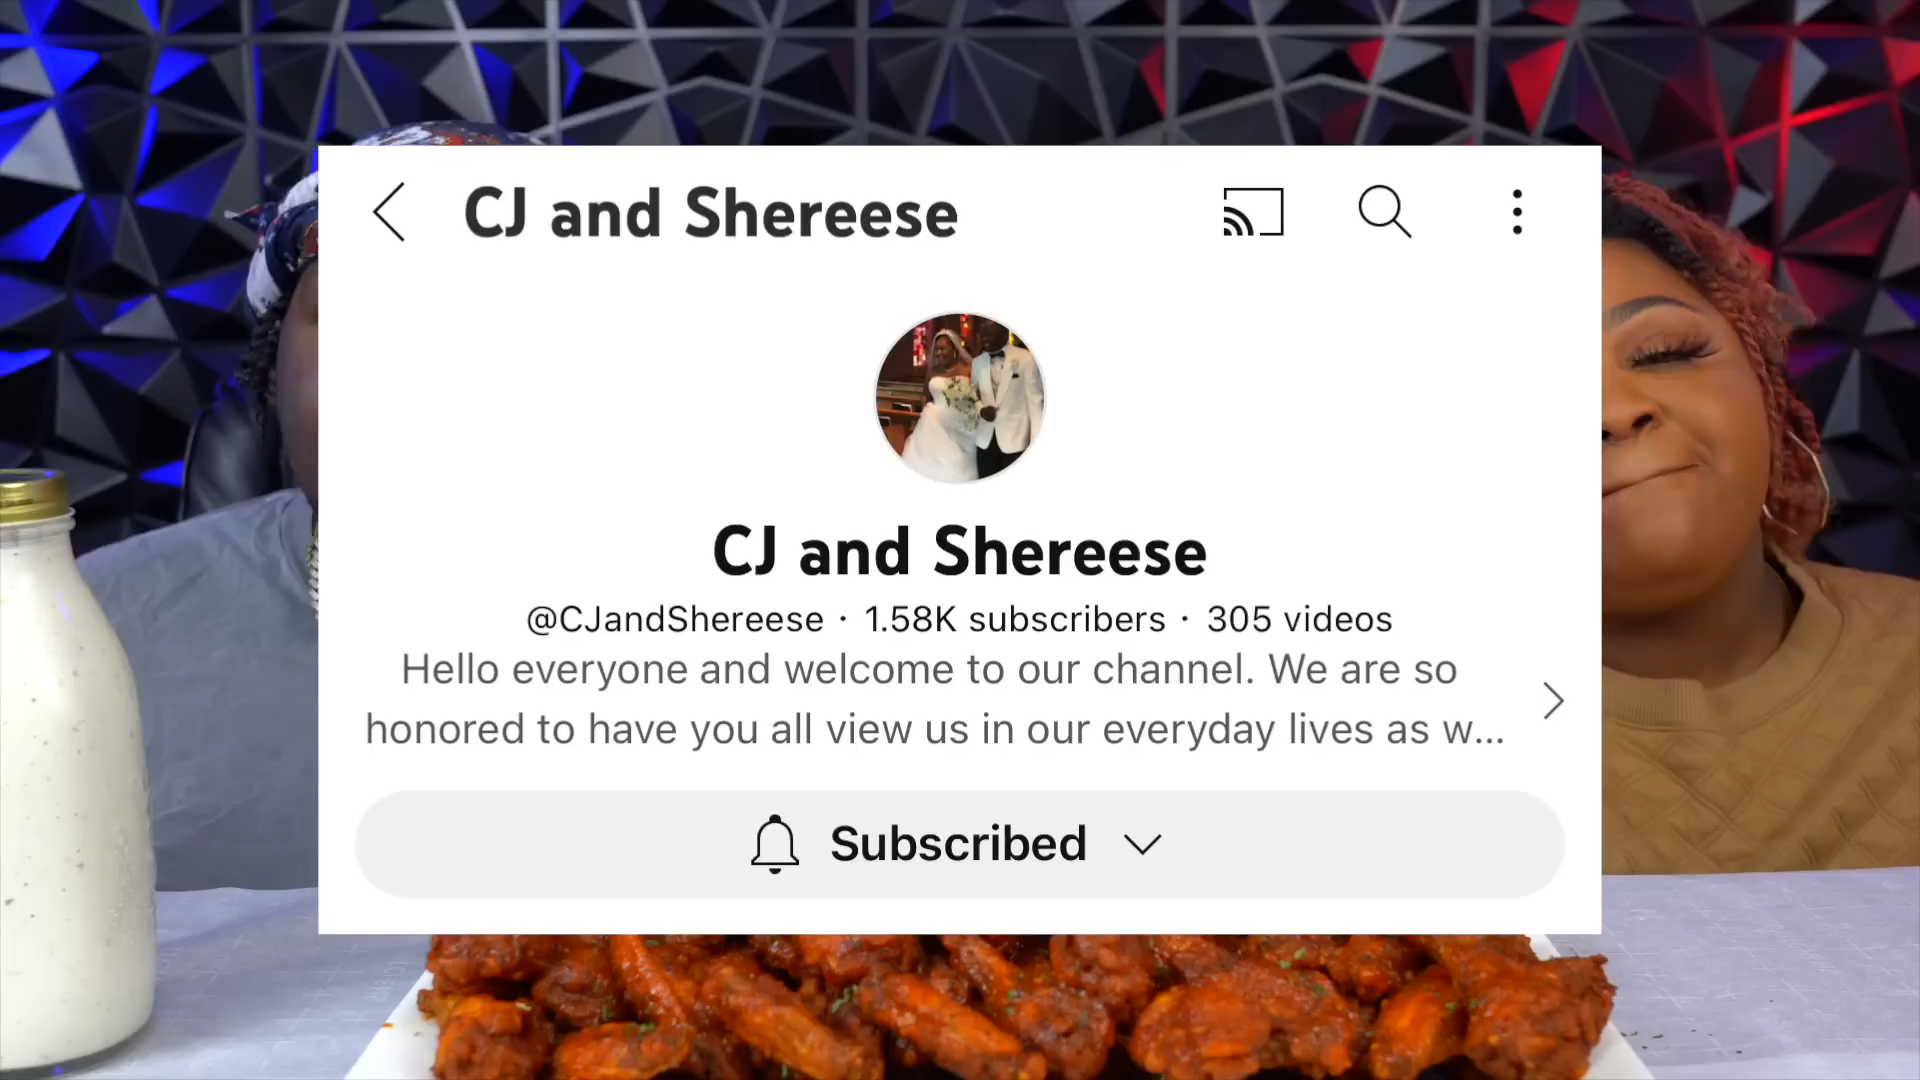 CJ and Shereese
CJ and Shereese
@CJandShereese · 1.58K subscribers · 305 videos
Hello everyone and welcome to our channel. We are so
honored to have you all view us in our everyday lives as w...
Subscribed